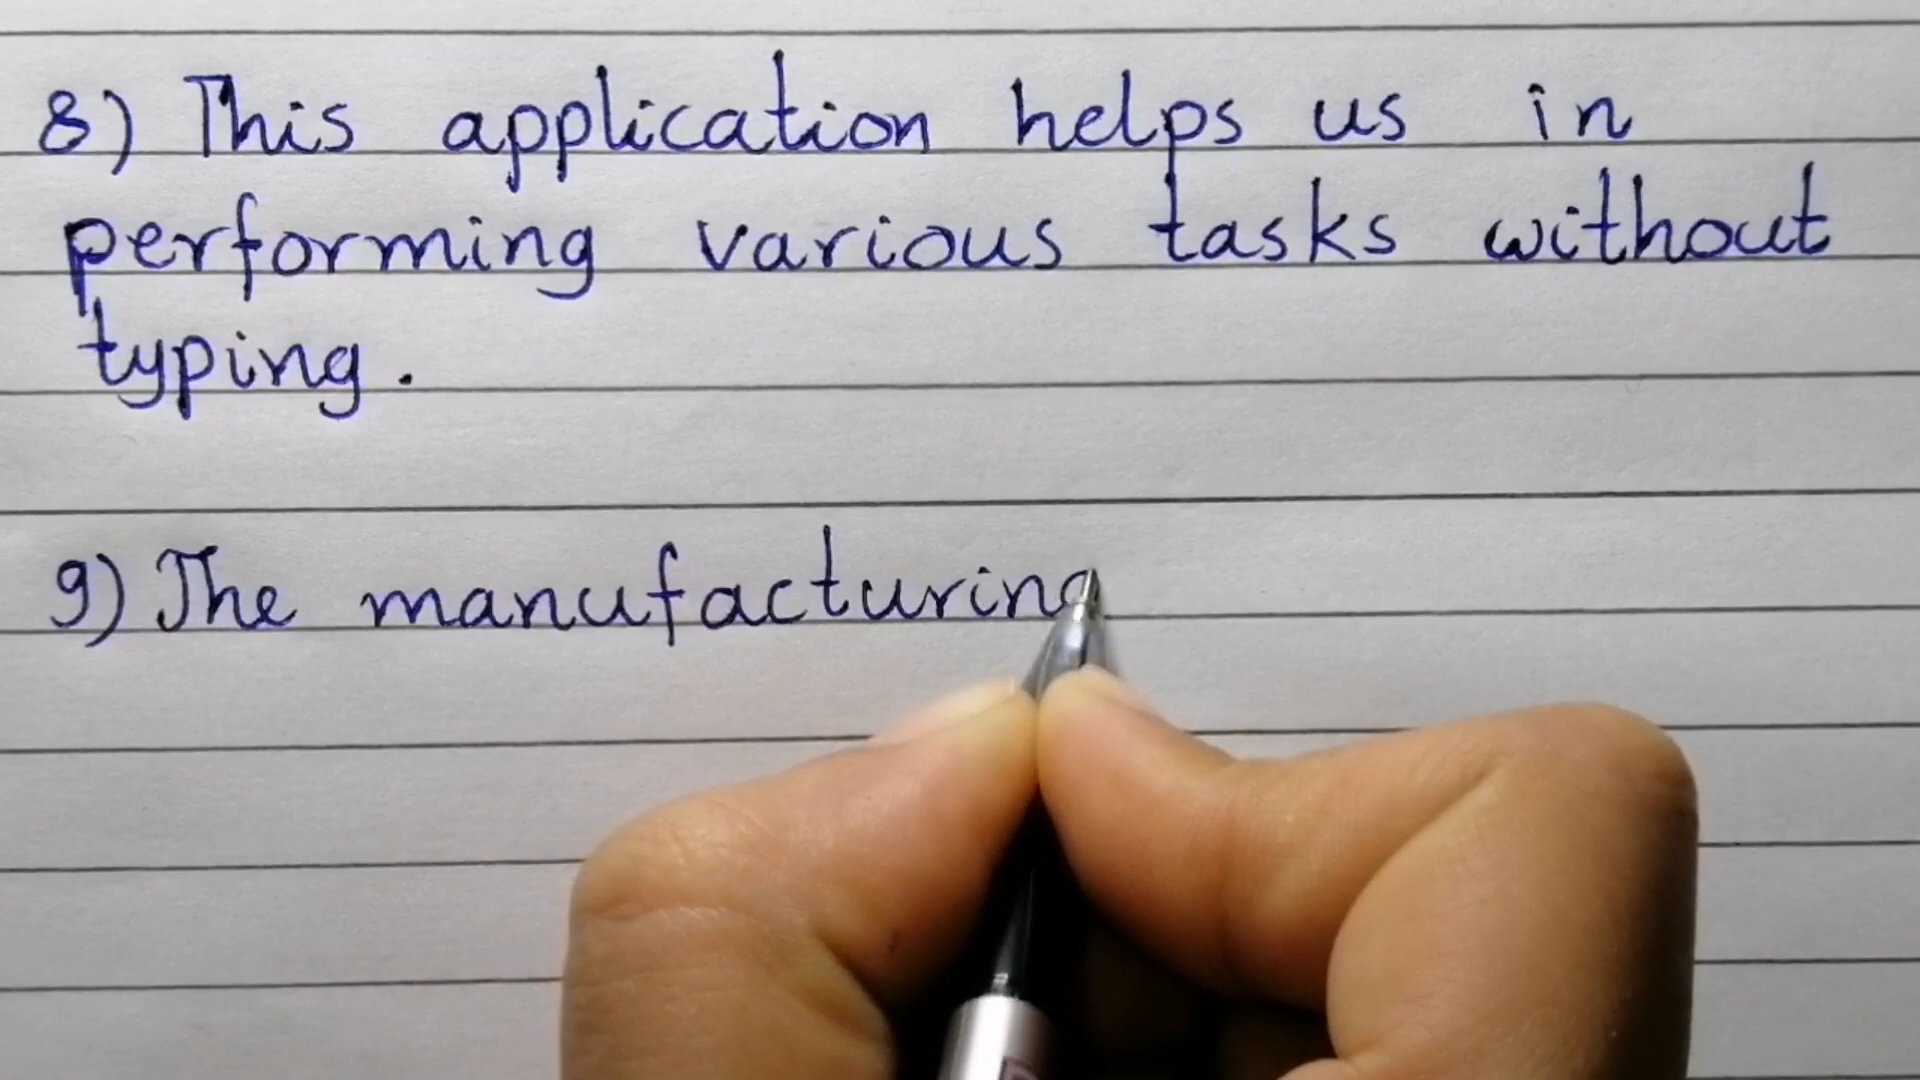 8) This application helps us in
performing various tasks without
typing.
9) The manufacturing